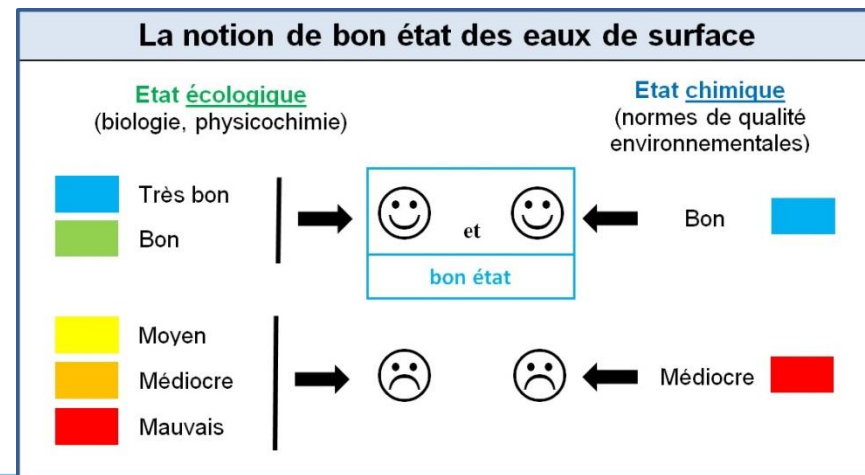 La notion de bon état des eaux de surface
Etat écologique
(biologie, physicochimie)
Etat chimique
(normes de qualité
environnementales)
Très bon
Bon
et
bon état
Bon
Moyen
Médiocre
Mauvais
Médiocre